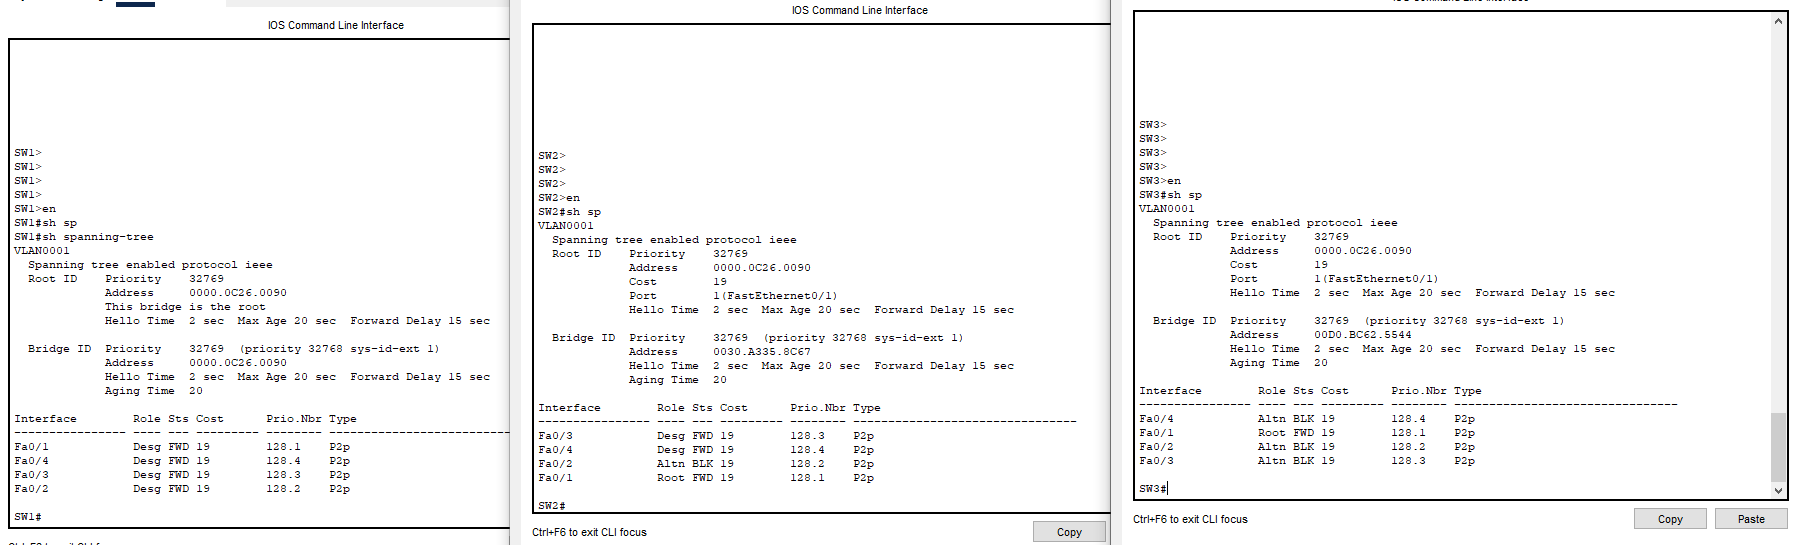 IOS Command Line Interface
SW1>
SW1>
SW1>
SW1>
SW1>en
SW1#sh sp
SW1#sh spanning-tree
VLAN0001
  Spanning tree enabled protocol ieee
  Root ID    Priority    32769
             Address     0000.0C26.0090
             This bridge is the root
             Hello Time  2 sec  Max Age 20 sec  Forward Delay 15 sec

  Bridge ID  Priority    32769  (priority 32768 sys-id-ext 1)
             Address     0000.0C26.0090
             Hello Time  2 sec  Max Age 20 sec  Forward Delay 15 sec
             Aging Time  20

Interface        Role Sts Cost      Prio.Nbr Type
---------------- ---- --- --------- -------- --------------------------------
Fa0/1            Desg FWD 19        128.1    P2p
Fa0/4            Desg FWD 19        128.4    P2p
Fa0/3            Desg FWD 19        128.3    P2p
Fa0/2            Desg FWD 19        128.2    P2p

SW1#
IOS Command Line Interface
SW2>
SW2>
SW2>
SW2>en
SW2#sh sp
VLAN0001
  Spanning tree enabled protocol ieee
  Root ID    Priority    32769
             Address     0000.0C26.0090
             Cost        19
             Port        1(FastEthernet0/1)
             Hello Time  2 sec  Max Age 20 sec  Forward Delay 15 sec

  Bridge ID  Priority    32769  (priority 32768 sys-id-ext 1)
             Address     0030.A335.8C67
             Hello Time  2 sec  Max Age 20 sec  Forward Delay 15 sec
             Aging Time  20

Interface        Role Sts Cost      Prio.Nbr Type
---------------- ---- --- --------- -------- --------------------------------
Fa0/3            Desg FWD 19        128.3    P2p
Fa0/4            Desg FWD 19        128.4    P2p
Fa0/2            Altn BLK 19        128.2    P2p
Fa0/1            Root FWD 19        128.1    P2p

SW2#
Ctrl+F6 to exit CLI focus
Copy
SW3>
SW3>
SW3>
SW3>
SW3>en
SW3#sh sp
VLAN0001
  Spanning tree enabled protocol ieee
  Root ID    Priority    32769
             Address     0000.0C26.0090
             Cost        19
             Port        1(FastEthernet0/1)
             Hello Time  2 sec  Max Age 20 sec  Forward Delay 15 sec

  Bridge ID  Priority    32769  (priority 32768 sys-id-ext 1)
             Address     00D0.BC62.5544
             Hello Time  2 sec  Max Age 20 sec  Forward Delay 15 sec
             Aging Time  20

Interface        Role Sts Cost      Prio.Nbr Type
---------------- ---- --- --------- -------- --------------------------------
Fa0/4            Altn BLK 19        128.4    P2p
Fa0/1            Root FWD 19        128.1    P2p
Fa0/2            Altn BLK 19        128.2    P2p
Fa0/3            Altn BLK 19        128.3    P2p

SW3#
Ctrl+F6 to exit CLI focus
Copy
Paste